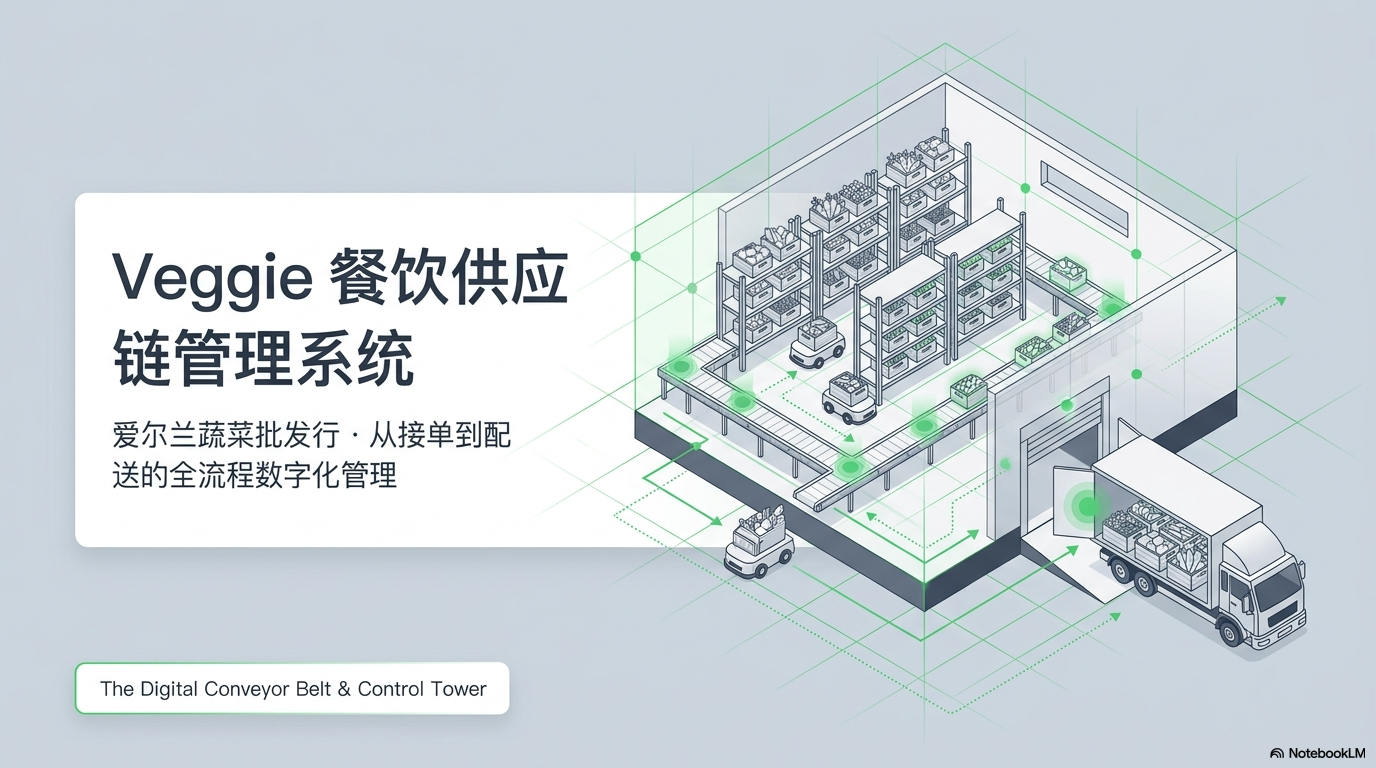 Veggie 餐饮供应
链管理系统
爱尔兰蔬菜批发行 · 从接单到配
送的全流程数字化管理
The Digital Conveyor Belt & Control Tower
NotebookLM